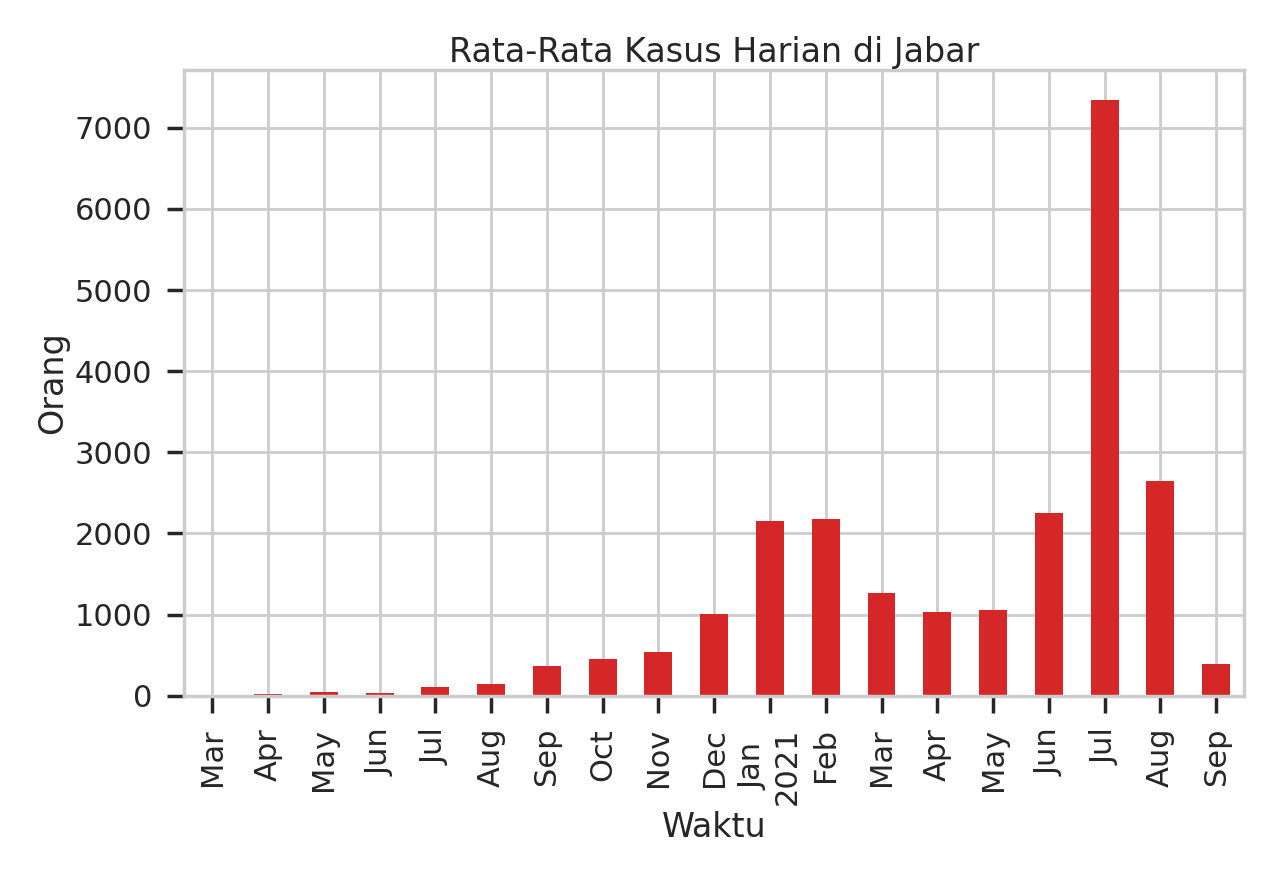 Rata-Rata Kasus Harian di Jabar
Orang
7000
6000
5000
4000
3000
2000
1000
0
Mar
Apr
May
Jun
Jul
Aug
Sep
Oct
Nov
Dec
Jan
2021
Feb
Mar
Apr
May
Jun
Jul
Aug
Sep
Waktu